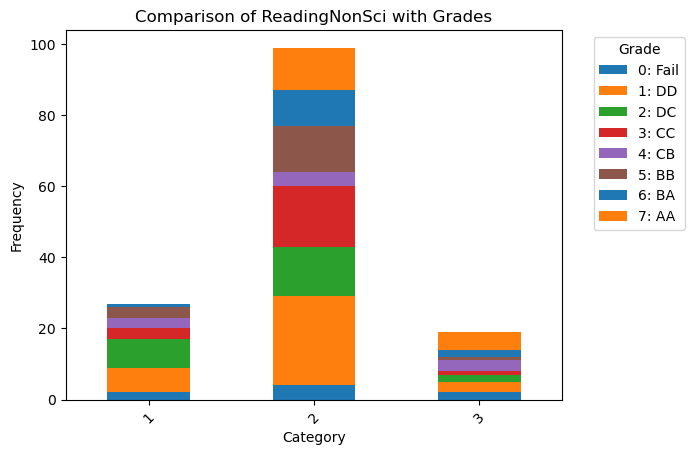 Comparison of ReadingNonSci with Grades
Frequency
100
80
60
40
20
0
1
2
3
Category
Grade
0: Fail
1: DD
2: DC
3: CC
4: CB
5: BB
6: BA
7: AA